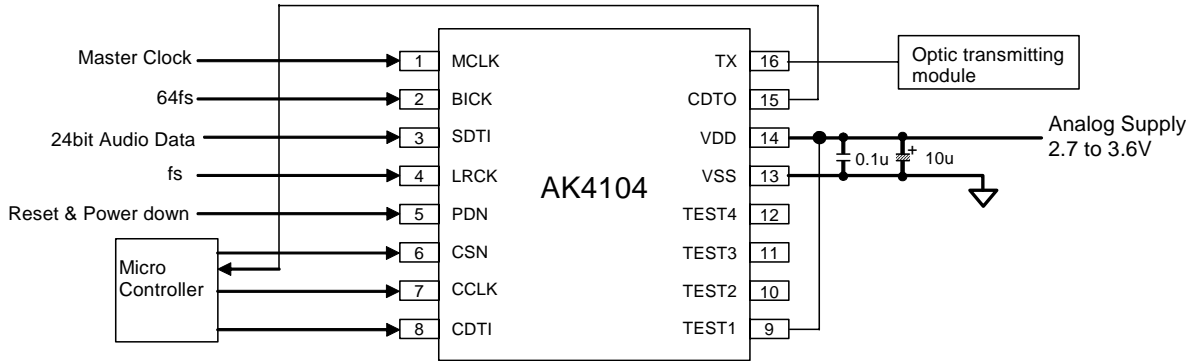 Master Clock
1
MCLK
TX
16
Optic transmitting
module
64fs
2
BICK
CDTO
15
24bit Audio Data
3
SDTI
VDD
14
Analog Supply
2.7 to 3.6V
0.1u
+
10u
fs
4
LRCK
VSS
13
AK4104
Reset & Power down
5
PDN
TEST4
12
Micro
Controller
6
CSN
TEST3
11
7
CCLK
TEST2
10
8
CDTI
TEST1
9